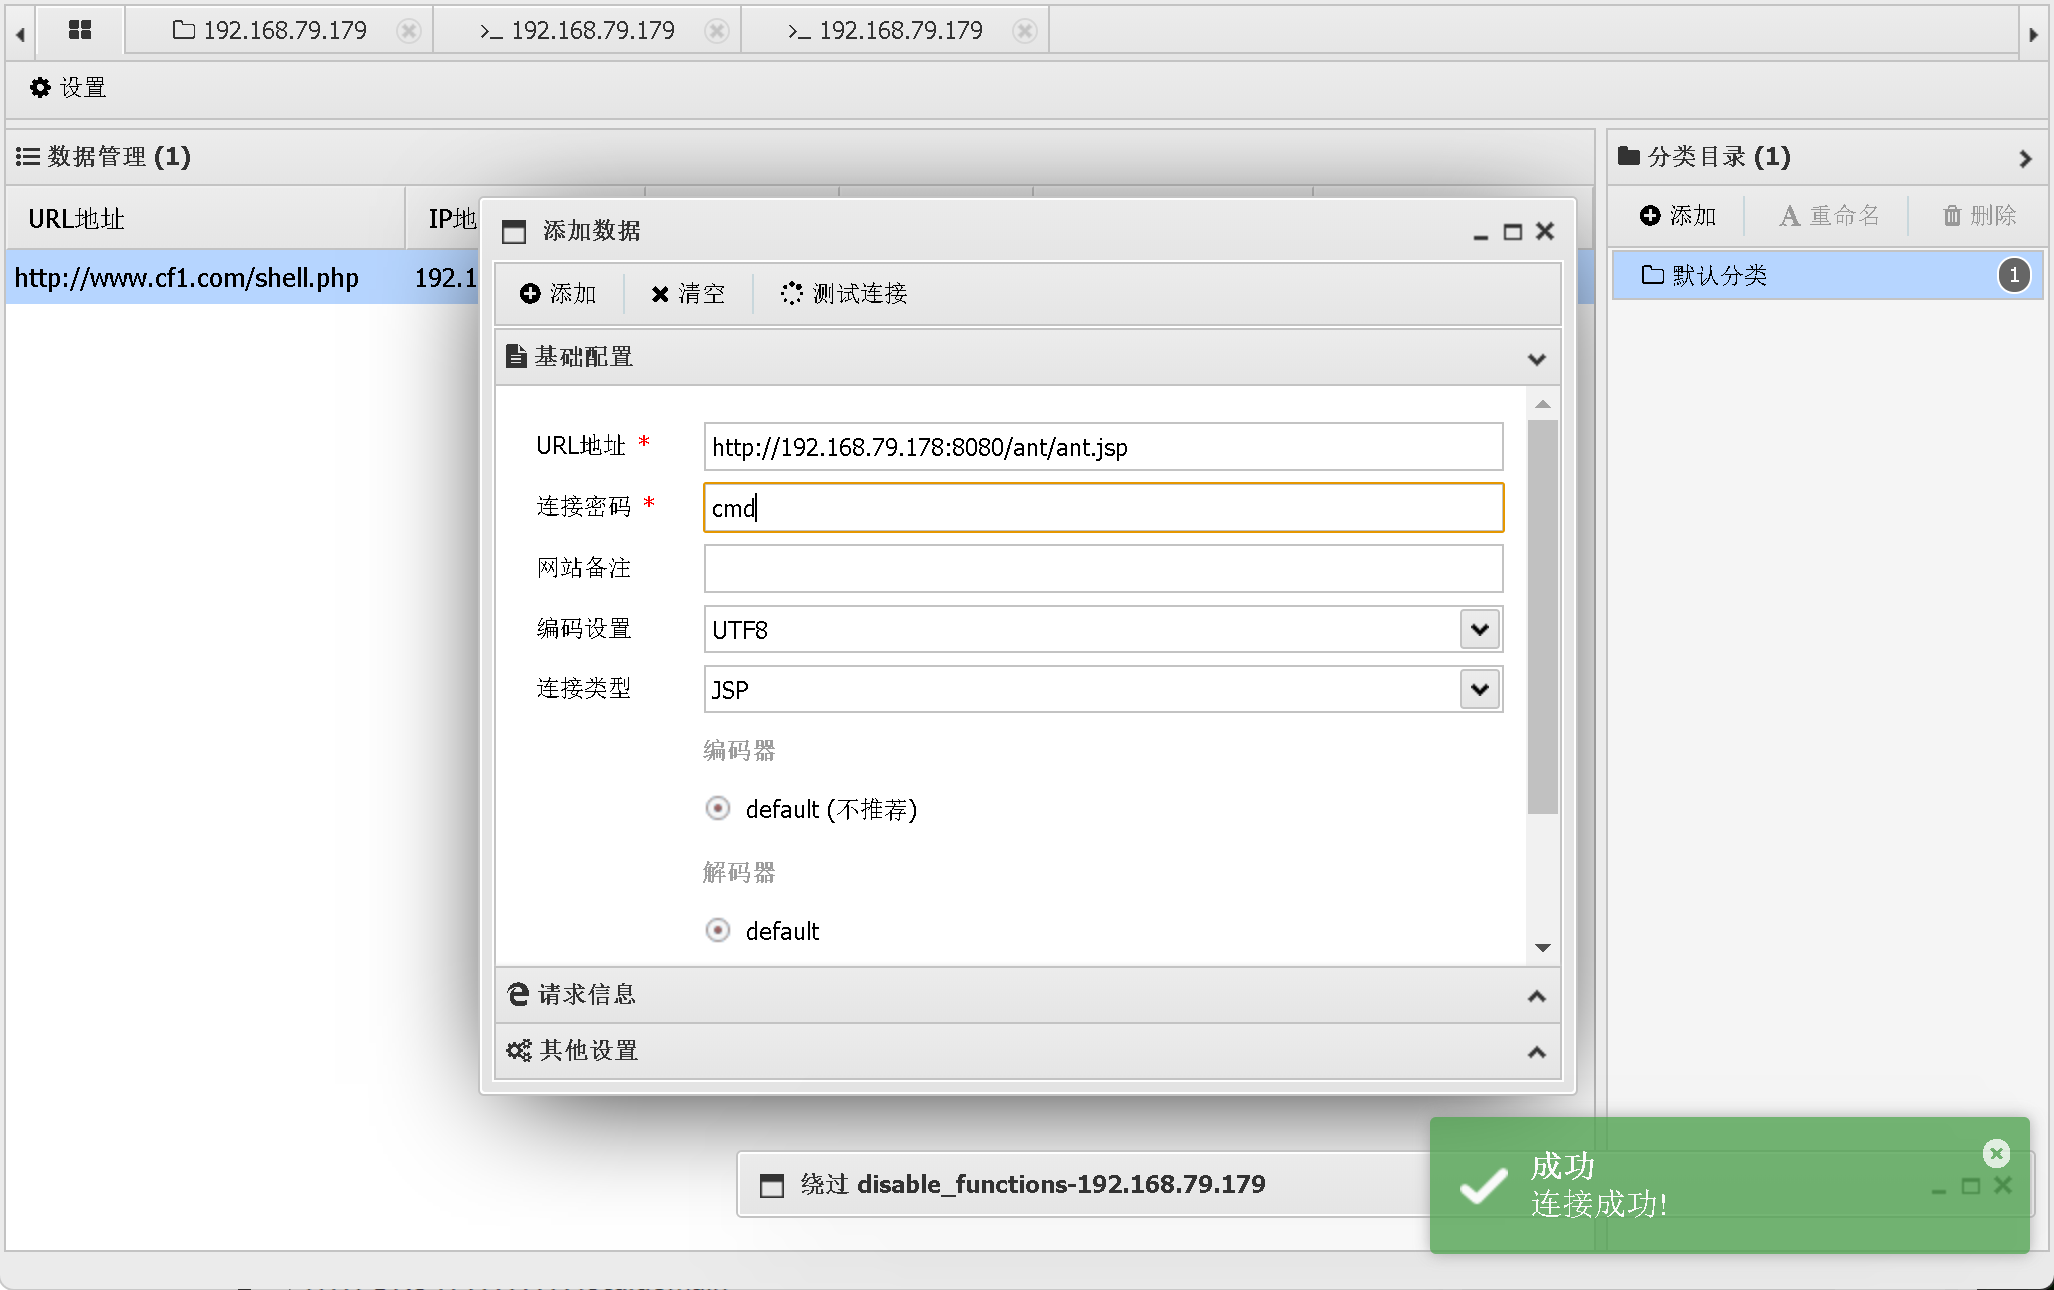 192.168.79.179
>_ 192.168.79.179
>_ 192.168.79.179
设置
数据管理 (1)
分类目录 (1)
URL地址
IP地
添加
重命名
删除
http://www.cf1.com/shell.php
192.1
默认分类
1
添加数据
添加
清空
测试连接
基础配置
URL地址 *
http://192.168.79.178:8080/ant/ant.jsp
连接密码 *
cmd
网站备注
编码设置
UTF8
连接类型
JSP
编码器
default (不推荐)
解码器
default
请求信息
其他设置
绕过 disable_functions-192.168.79.179
成功
连接成功!